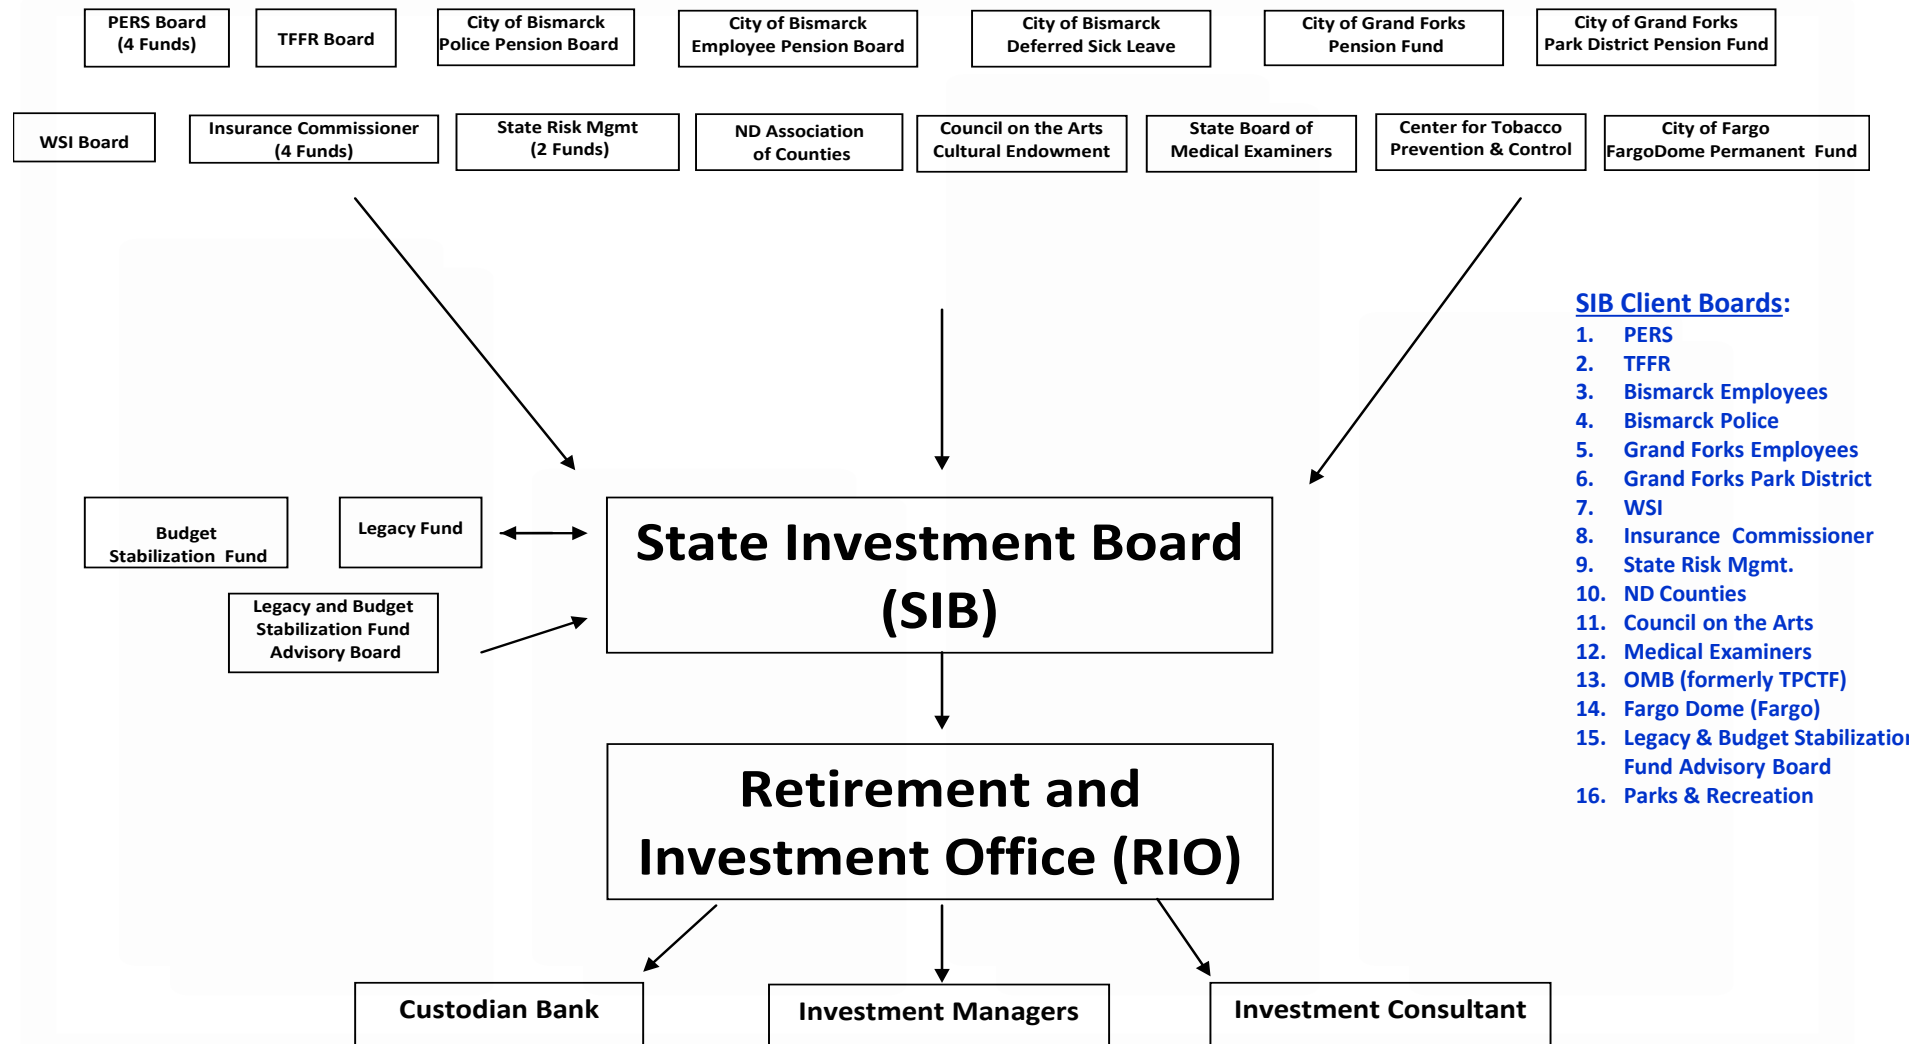 PERS Board
(4 Funds)
TFFR Board
City of Bismarck
Police Pension Board
City of Bismarck
Employee Pension Board
City of Bismarck
Deferred Sick Leave
City of Grand Forks
Pension Fund
City of Grand Forks
Park District Pension Fund
WSI Board
Insurance Commissioner
(4 Funds)
State Risk Mgmt
(2 Funds)
ND Association
of Counties
Council on the Arts
Cultural Endowment
State Board of
Medical Examiners
Center for Tobacco
Prevention & Control
City of Fargo
FargoDome Permanent Fund
Budget
Stabilization Fund
Legacy Fund
Legacy and Budget
Stabilization Fund
Advisory Board
State Investment Board
(SIB)
Retirement and
Investment Office (RIO)
Custodian Bank
Investment Managers
Investment Consultant
SIB Client Boards:
1. PERS
2. TFFR
3. Bismarck Employees
4. Bismarck Police
5. Grand Forks Employees
6. Grand Forks Park District
7. WSI
8. Insurance Commissioner
9. State Risk Mgmt.
10. ND Counties
11. Council on the Arts
12. Medical Examiners
13. OMB (formerly TPCTF)
14. Fargo Dome (Fargo)
15. Legacy & Budget Stabilization
Fund Advisory Board
16. Parks & Recreation